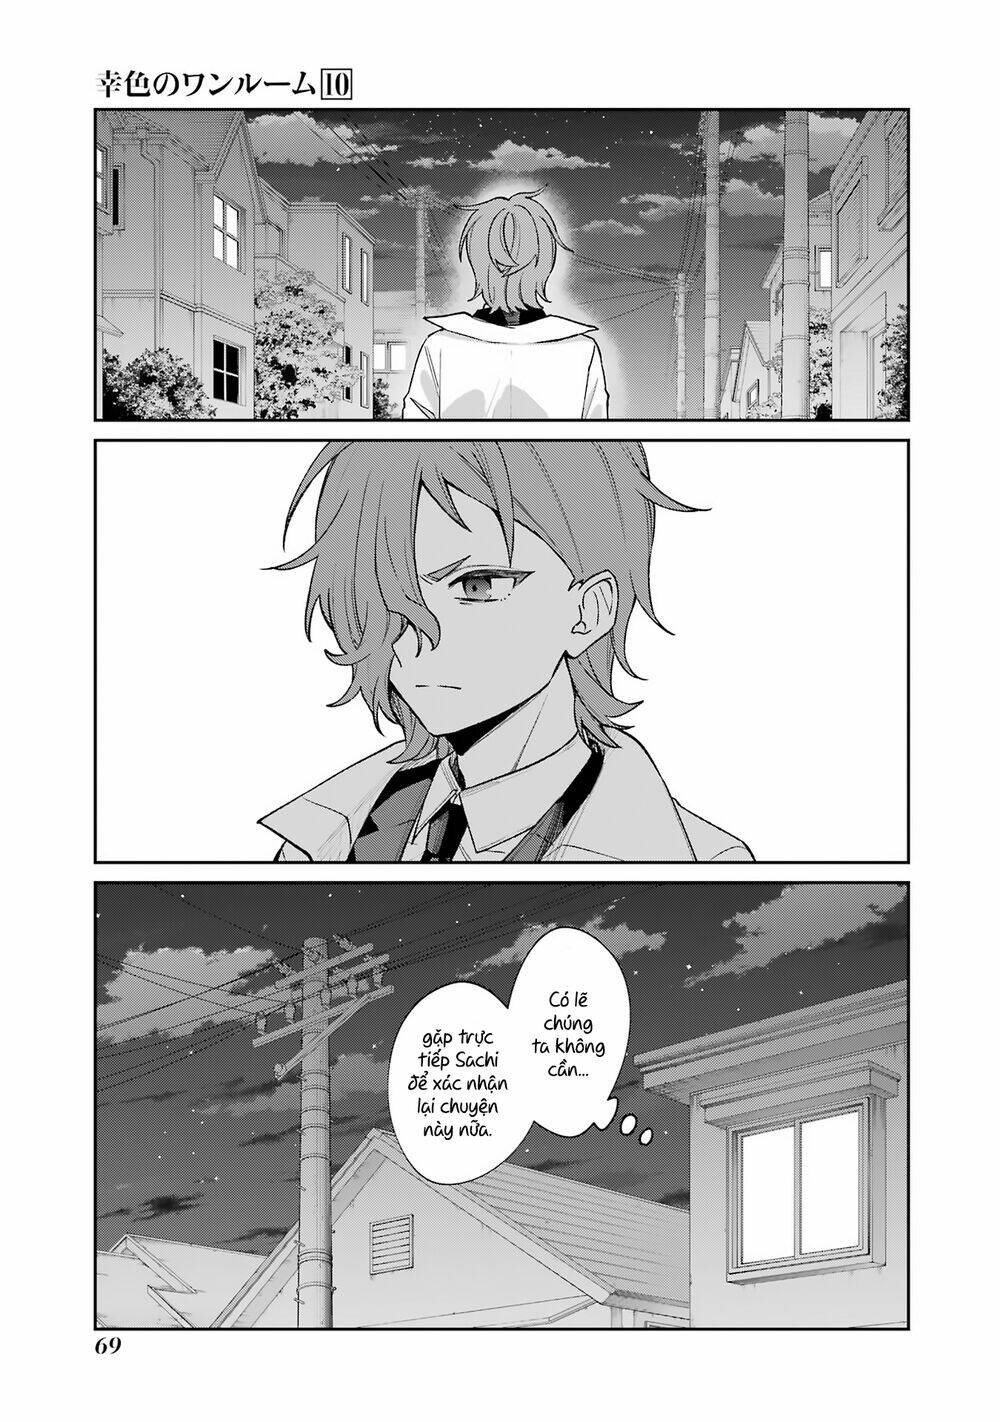 幸色のワンルーム10
Có lẽ
chúng
ta không
cần...
gặp trực
tiếp Sachi
để xác nhận
lại chuyện
này nữa.
69